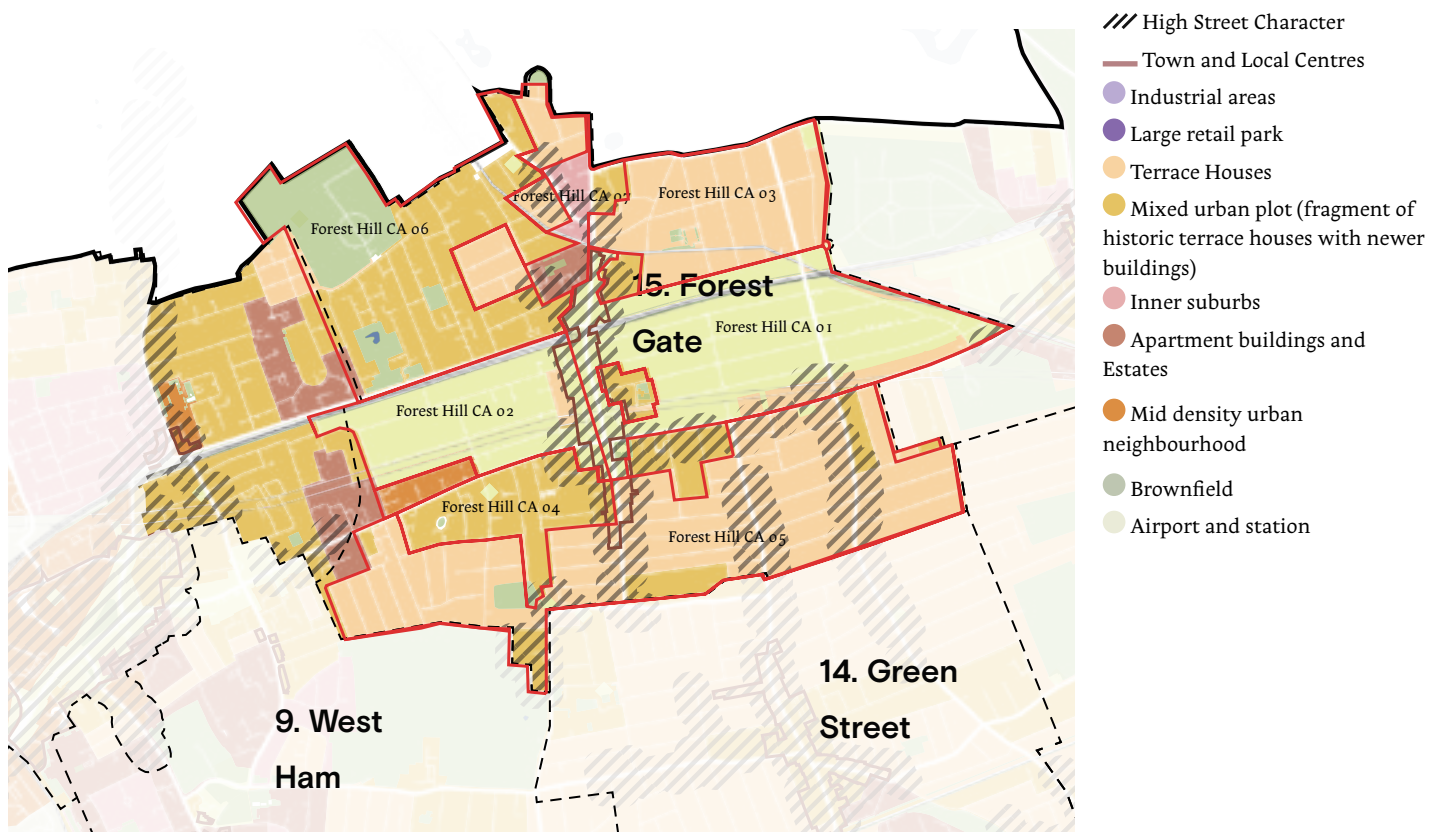 High Street Character
Town and Local Centres
Industrial areas
Large retail park
Terrace Houses
Mixed urban plot (fragment of
historic terrace houses with newer
buildings)
Inner suburbs
Apartment buildings and
Estates
Mid density urban
neighbourhood
Brownfield
Airport and station
Forest Hill CA 07
Forest Hill CA 03
Forest Hill CA 06
15. Forest
Gate
Forest Hill CA 01
Forest Hill CA 02
Forest Hill CA 04
Forest Hill CA 05
14. Green
Street
9. West
Ham